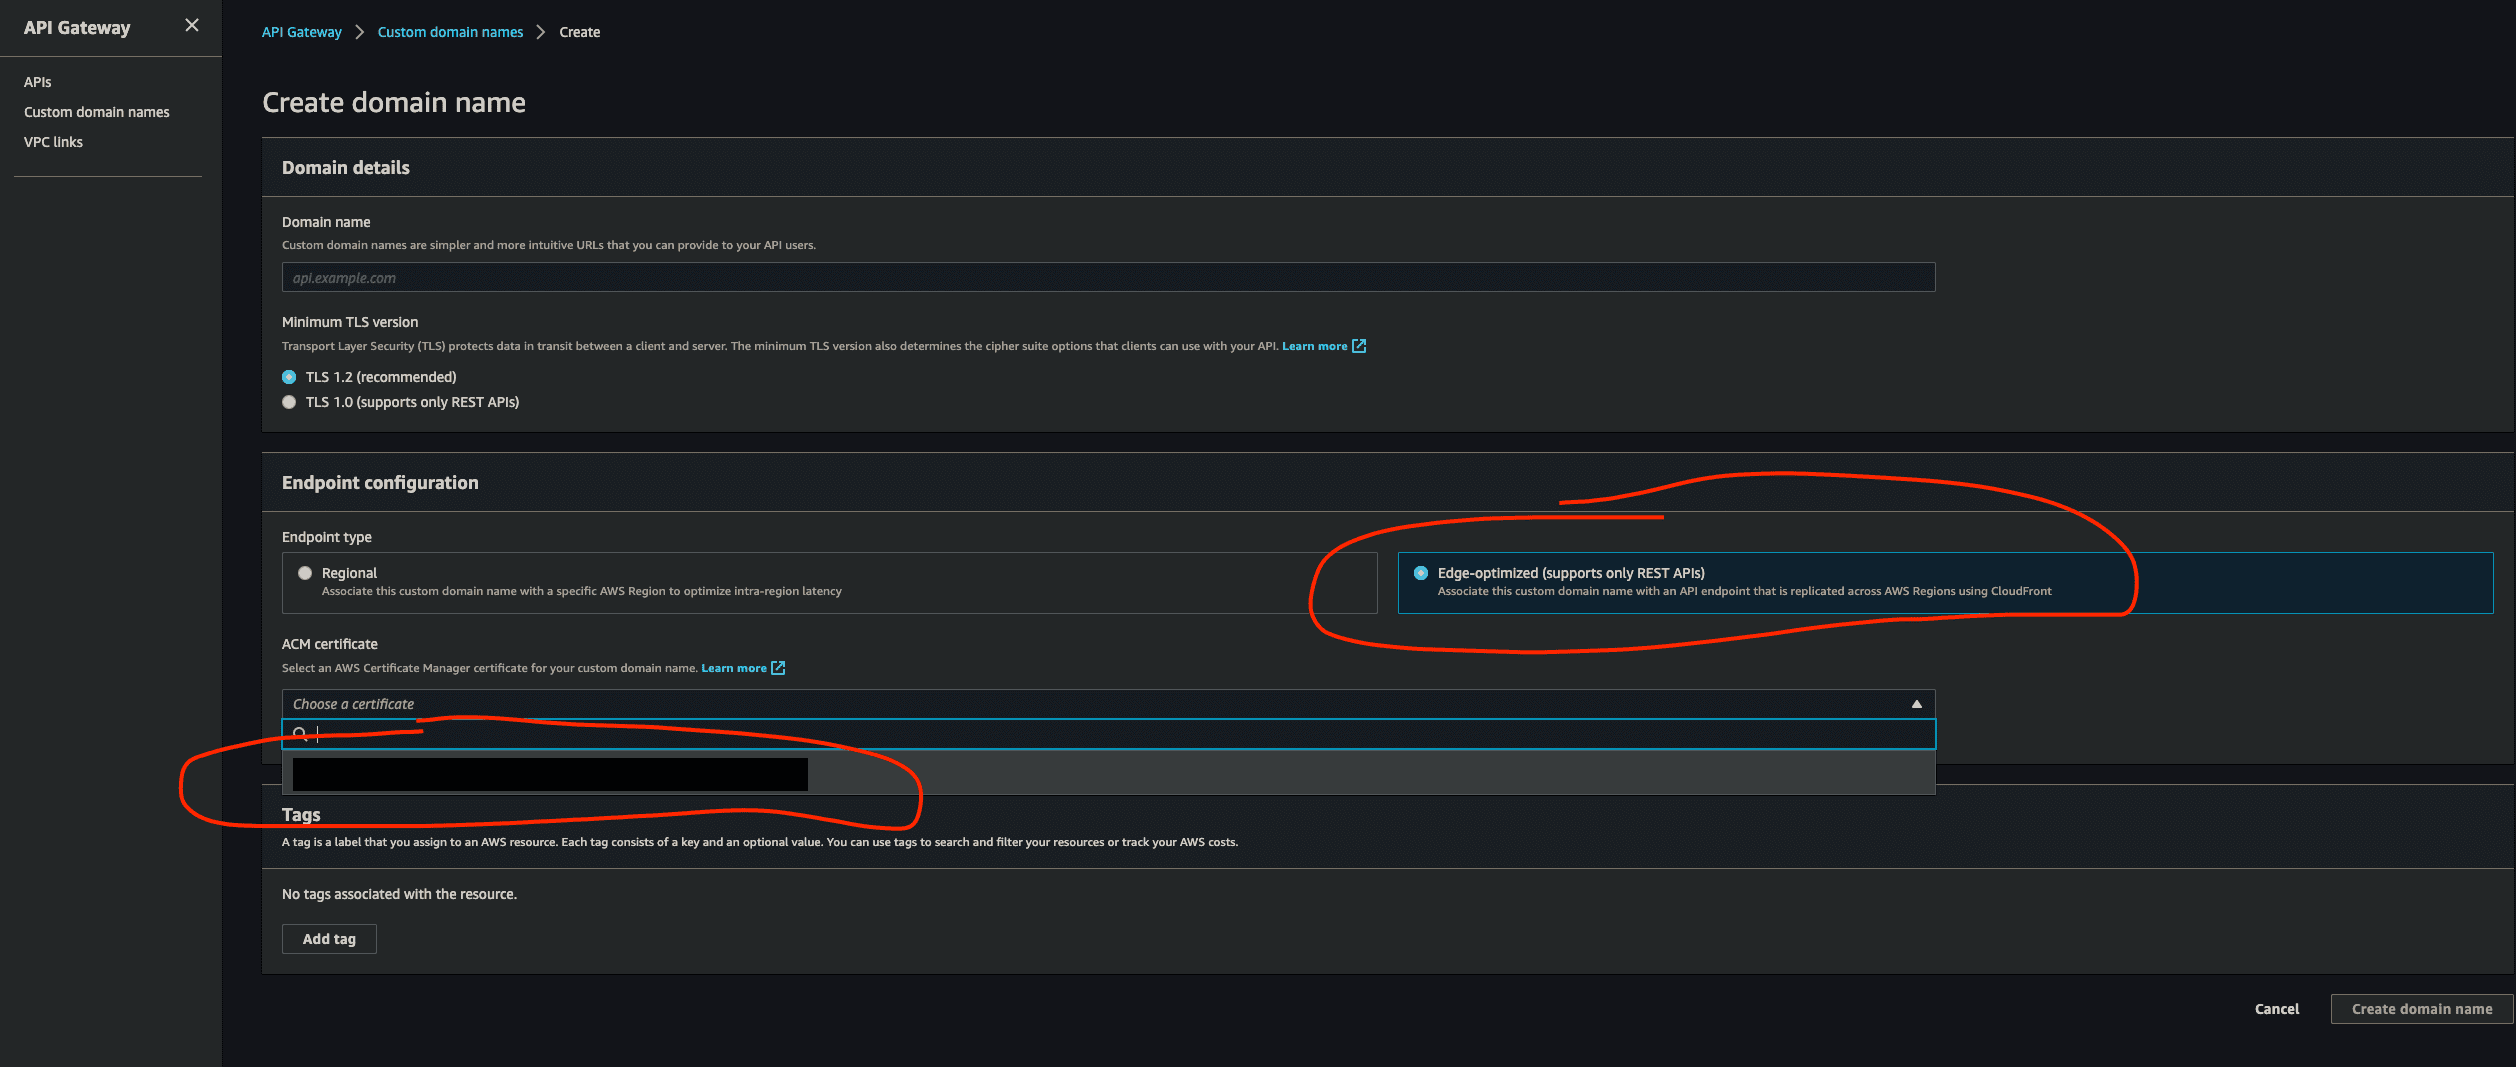 API Gateway
APIs
Custom domain names
VPC links
API Gateway > Custom domain names > Create
Create domain name
Domain details
Domain name
Custom domain names are simpler and more intuitive URLs that you can provide to your API users.
api.example.com
Minimum TLS version
Transport Layer Security (TLS) protects data in transit between a client and server. The minimum TLS version also determines the cipher suite options that clients can use with your API. Learn more
TLS 1.2 (recommended)
TLS 1.0 (supports only REST APIs)
Endpoint configuration
Endpoint type
Regional
Associate this custom domain name with a specific AWS Region to optimize intra-region latency
Edge-optimized (supports only REST APIs)
Associate this custom domain name with an API endpoint that is replicated across AWS Regions using CloudFront
ACM certificate
Select an AWS Certificate Manager certificate for your custom domain name. Learn more
Choose a certificate
Tags
A tag is a label that you assign to an AWS resource. Each tag consists of a key and an optional value. You can use tags to search and filter your resources or track your AWS costs.
No tags associated with the resource.
Add tag
Cancel
Create domain name